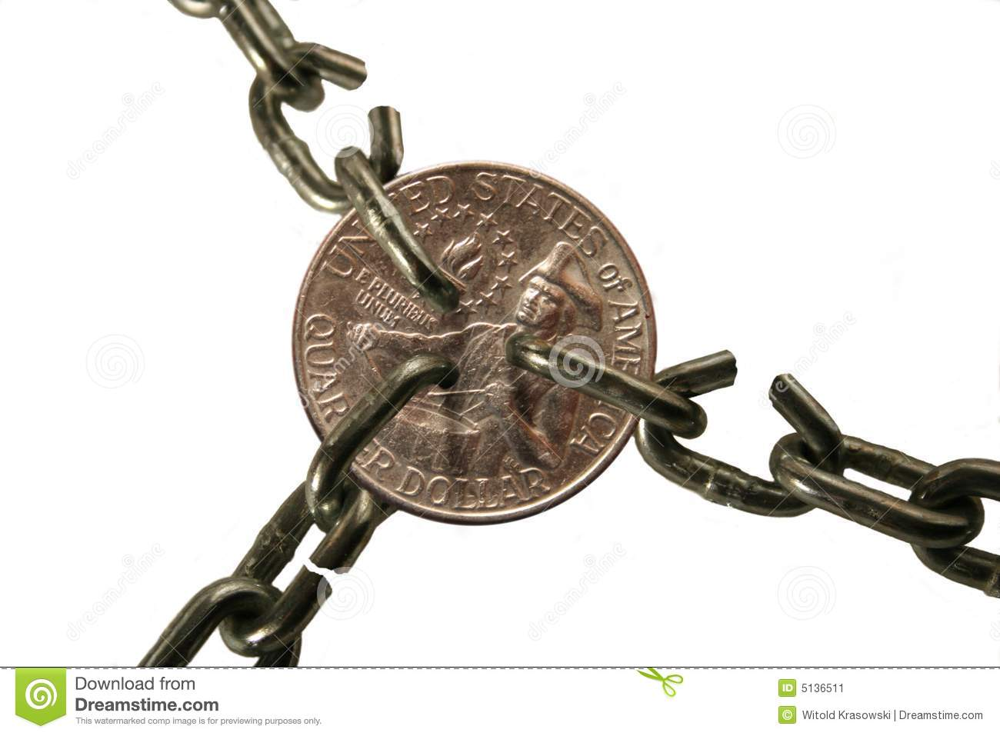 UNITED STATES of AMERICA
E PLURIBUS
UNUM
QUARTER DOLLAR
dreamstime
Download from
Dreamstime.com
This watermarked comp image is for previewing purposes only.
ID 5136511
© Witold Krasowski | Dreamstime.com